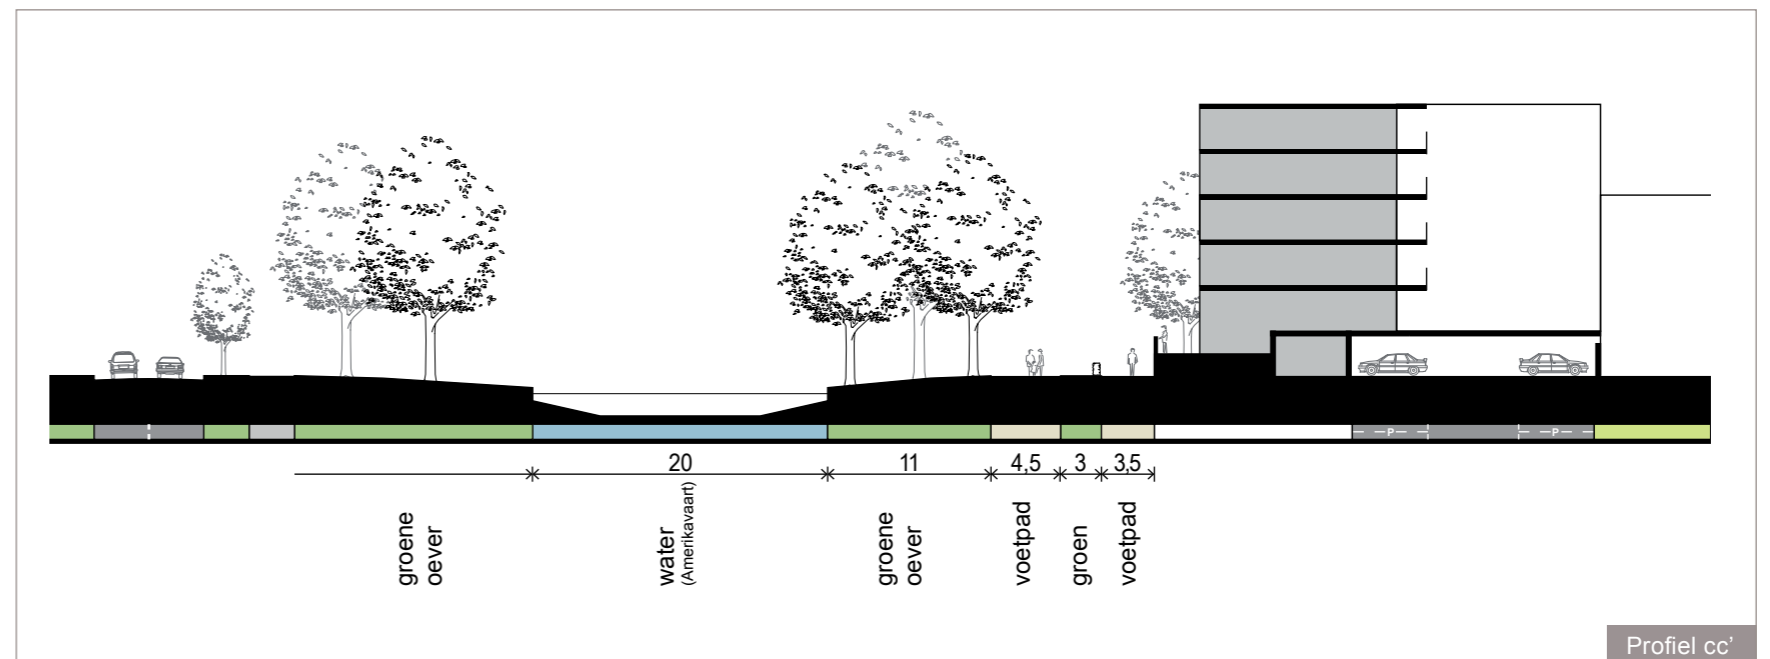 P
P
20
11
4,5
3
3,5
groene
oever
water
(Amerikavaart)
groene
oever
voetpad
groen
voetpad
Profiel cc’